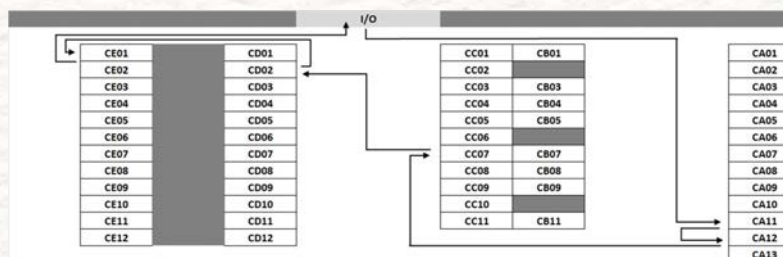 I/O
CE01 CD01 CC01 CB01 CA01
CE02 CD02 CC02 CA02
CE03 CD03 CC03 CB03 CA03
CE04 CD04 CC04 CB04 CA04
CE05 CD05 CC05 CB05 CA05
CE06 CD06 CC06 CA06
CE07 CD07 CC07 CB07 CA07
CE08 CD08 CC08 CB08 CA08
CE09 CD09 CC09 CB09 CA09
CE10 CD10 CC10 CA10
CE11 CD11 CC11 CB11 CA11
CE12 CD12 CA12
CA13